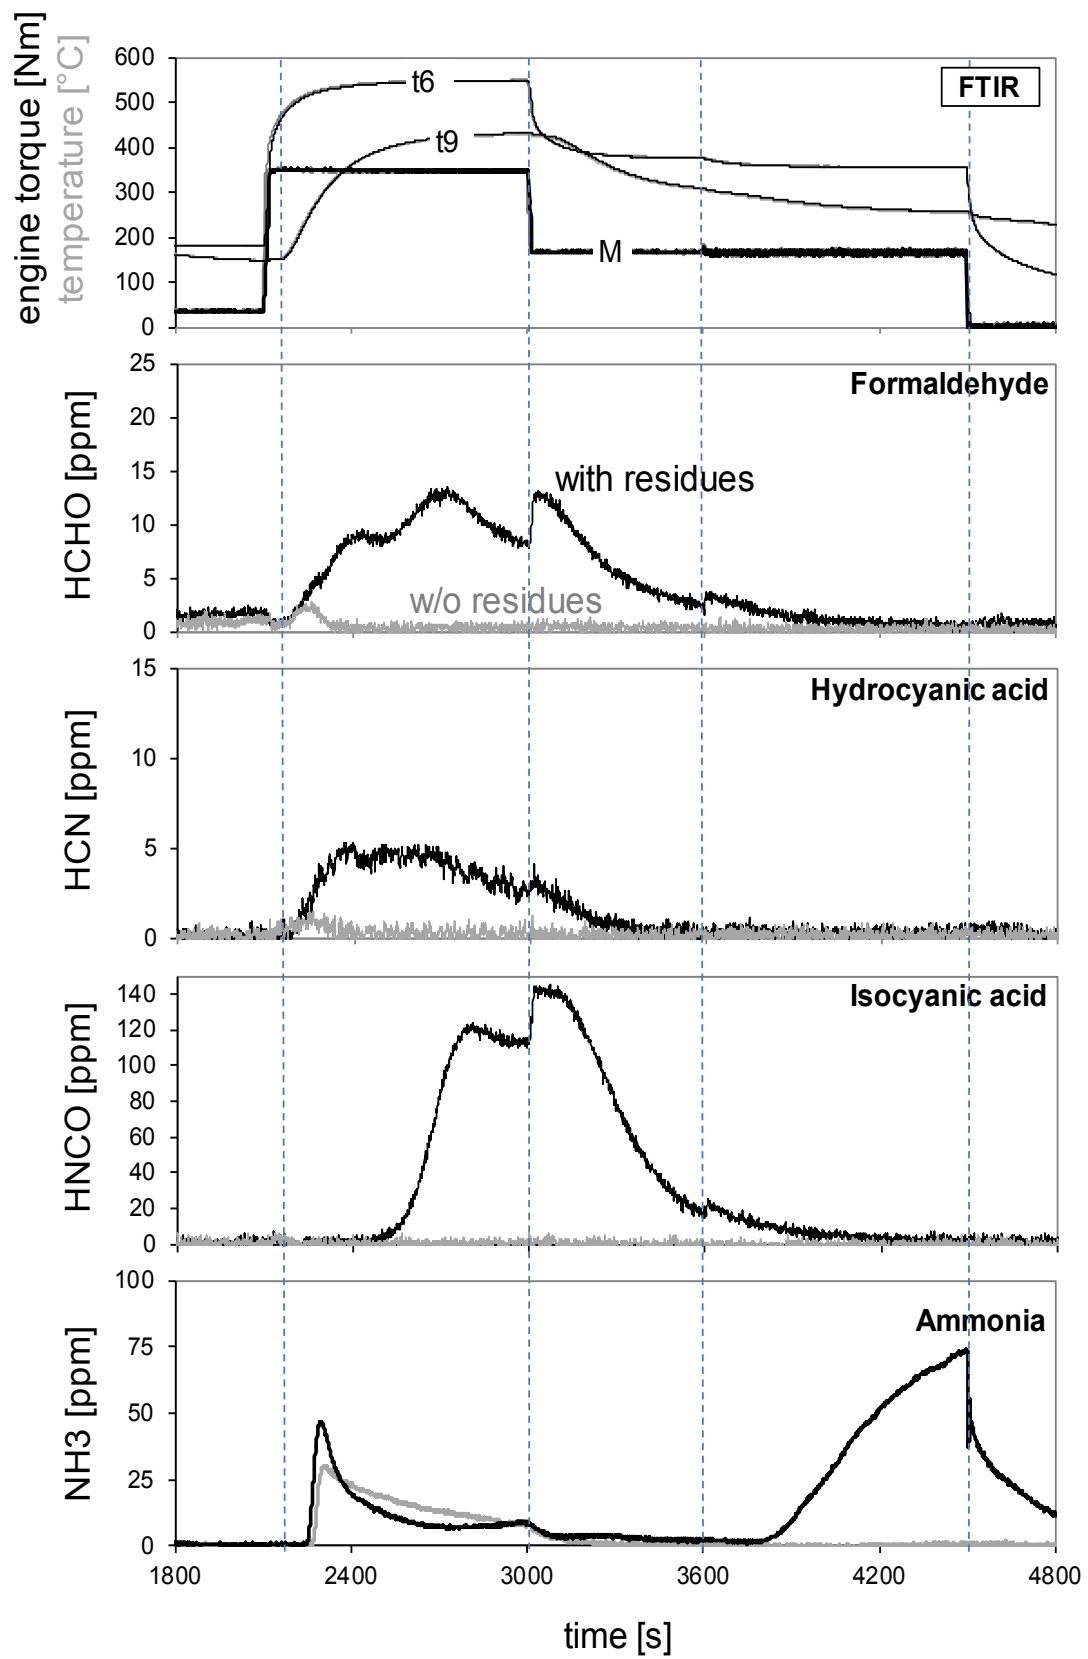 engine torque [Nm]
temperature [°C]
600
500
400
300
200
100
0
t6
t9
M
FTIR
HCHO [ppm]
25
20
15
10
5
0
Formaldehyde
with residues
w/o residues
HCN [ppm]
15
10
5
0
Hydrocyanic acid
HNCO [ppm]
140
120
100
80
60
40
20
0
Isocyanic acid
NH3 [ppm]
100
75
50
25
0
Ammonia
1800 2400 3000 3600 4200 4800
time [s]